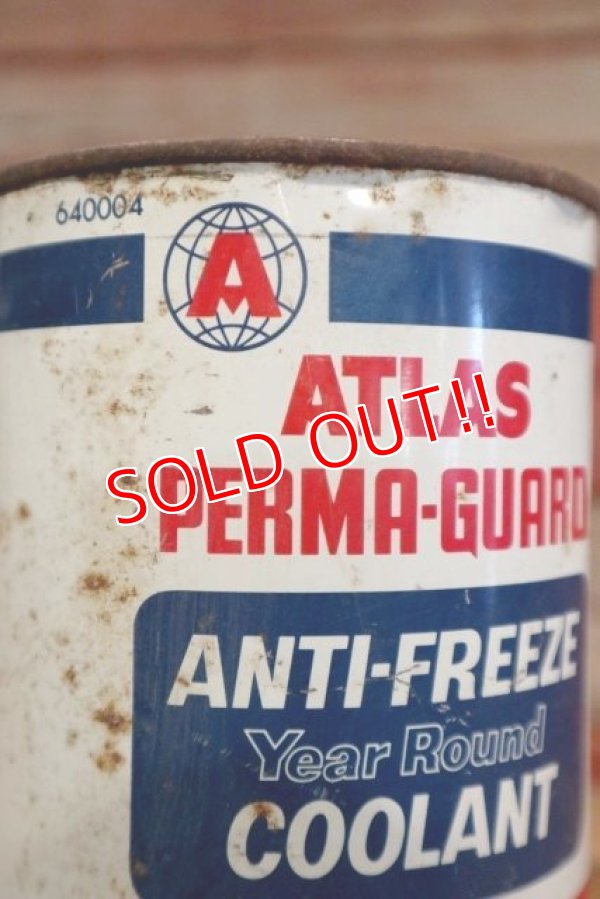 640004
A
ATLAS
SOLD OUT!!
PERMA-GUARD
ANTI-FREEZE
Year Round
COOLANT